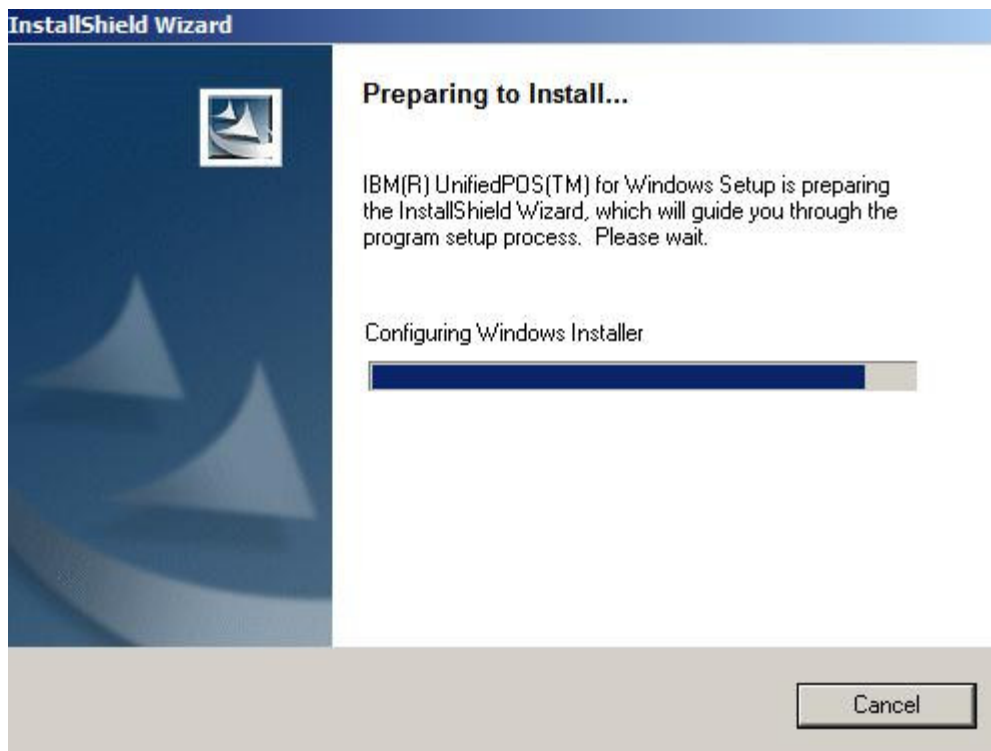 InstallShield Wizard
Preparing to Install...
IBM(R) UnifiedPOS(TM) for Windows Setup is preparing
the InstallShield Wizard, which will guide you through the
program setup process.  Please wait.
Configuring Windows Installer
Cancel